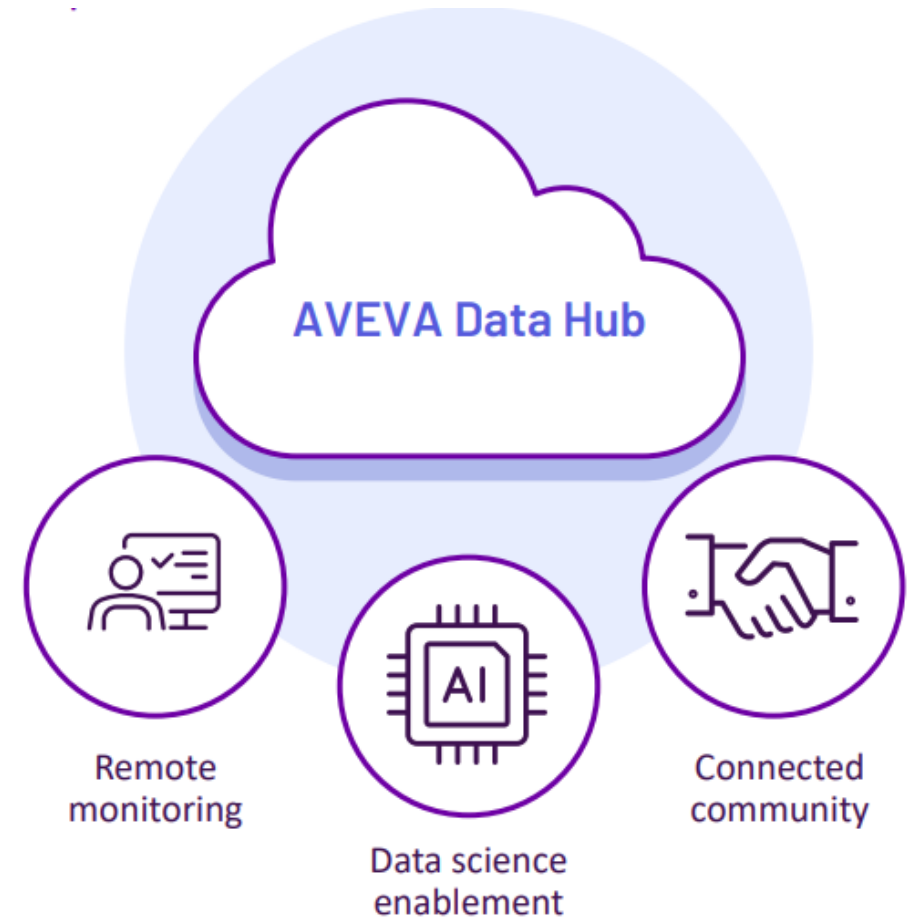 AVEVA Data Hub
AI
Remote
monitoring
Connected
community
Data science
enablement